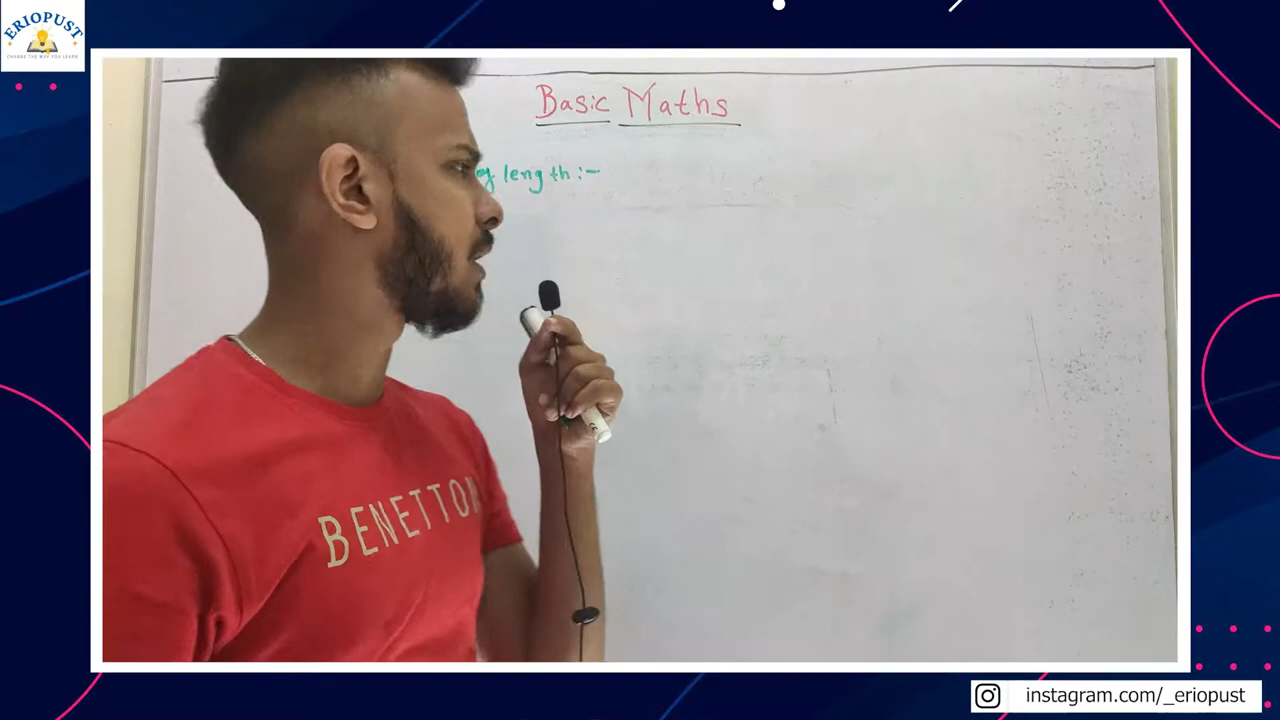 ERIOPUST
CHANGE THE WAY YOU LEARN
Basic Maths
length :-
BENETTON
instagram.com/_eriopust